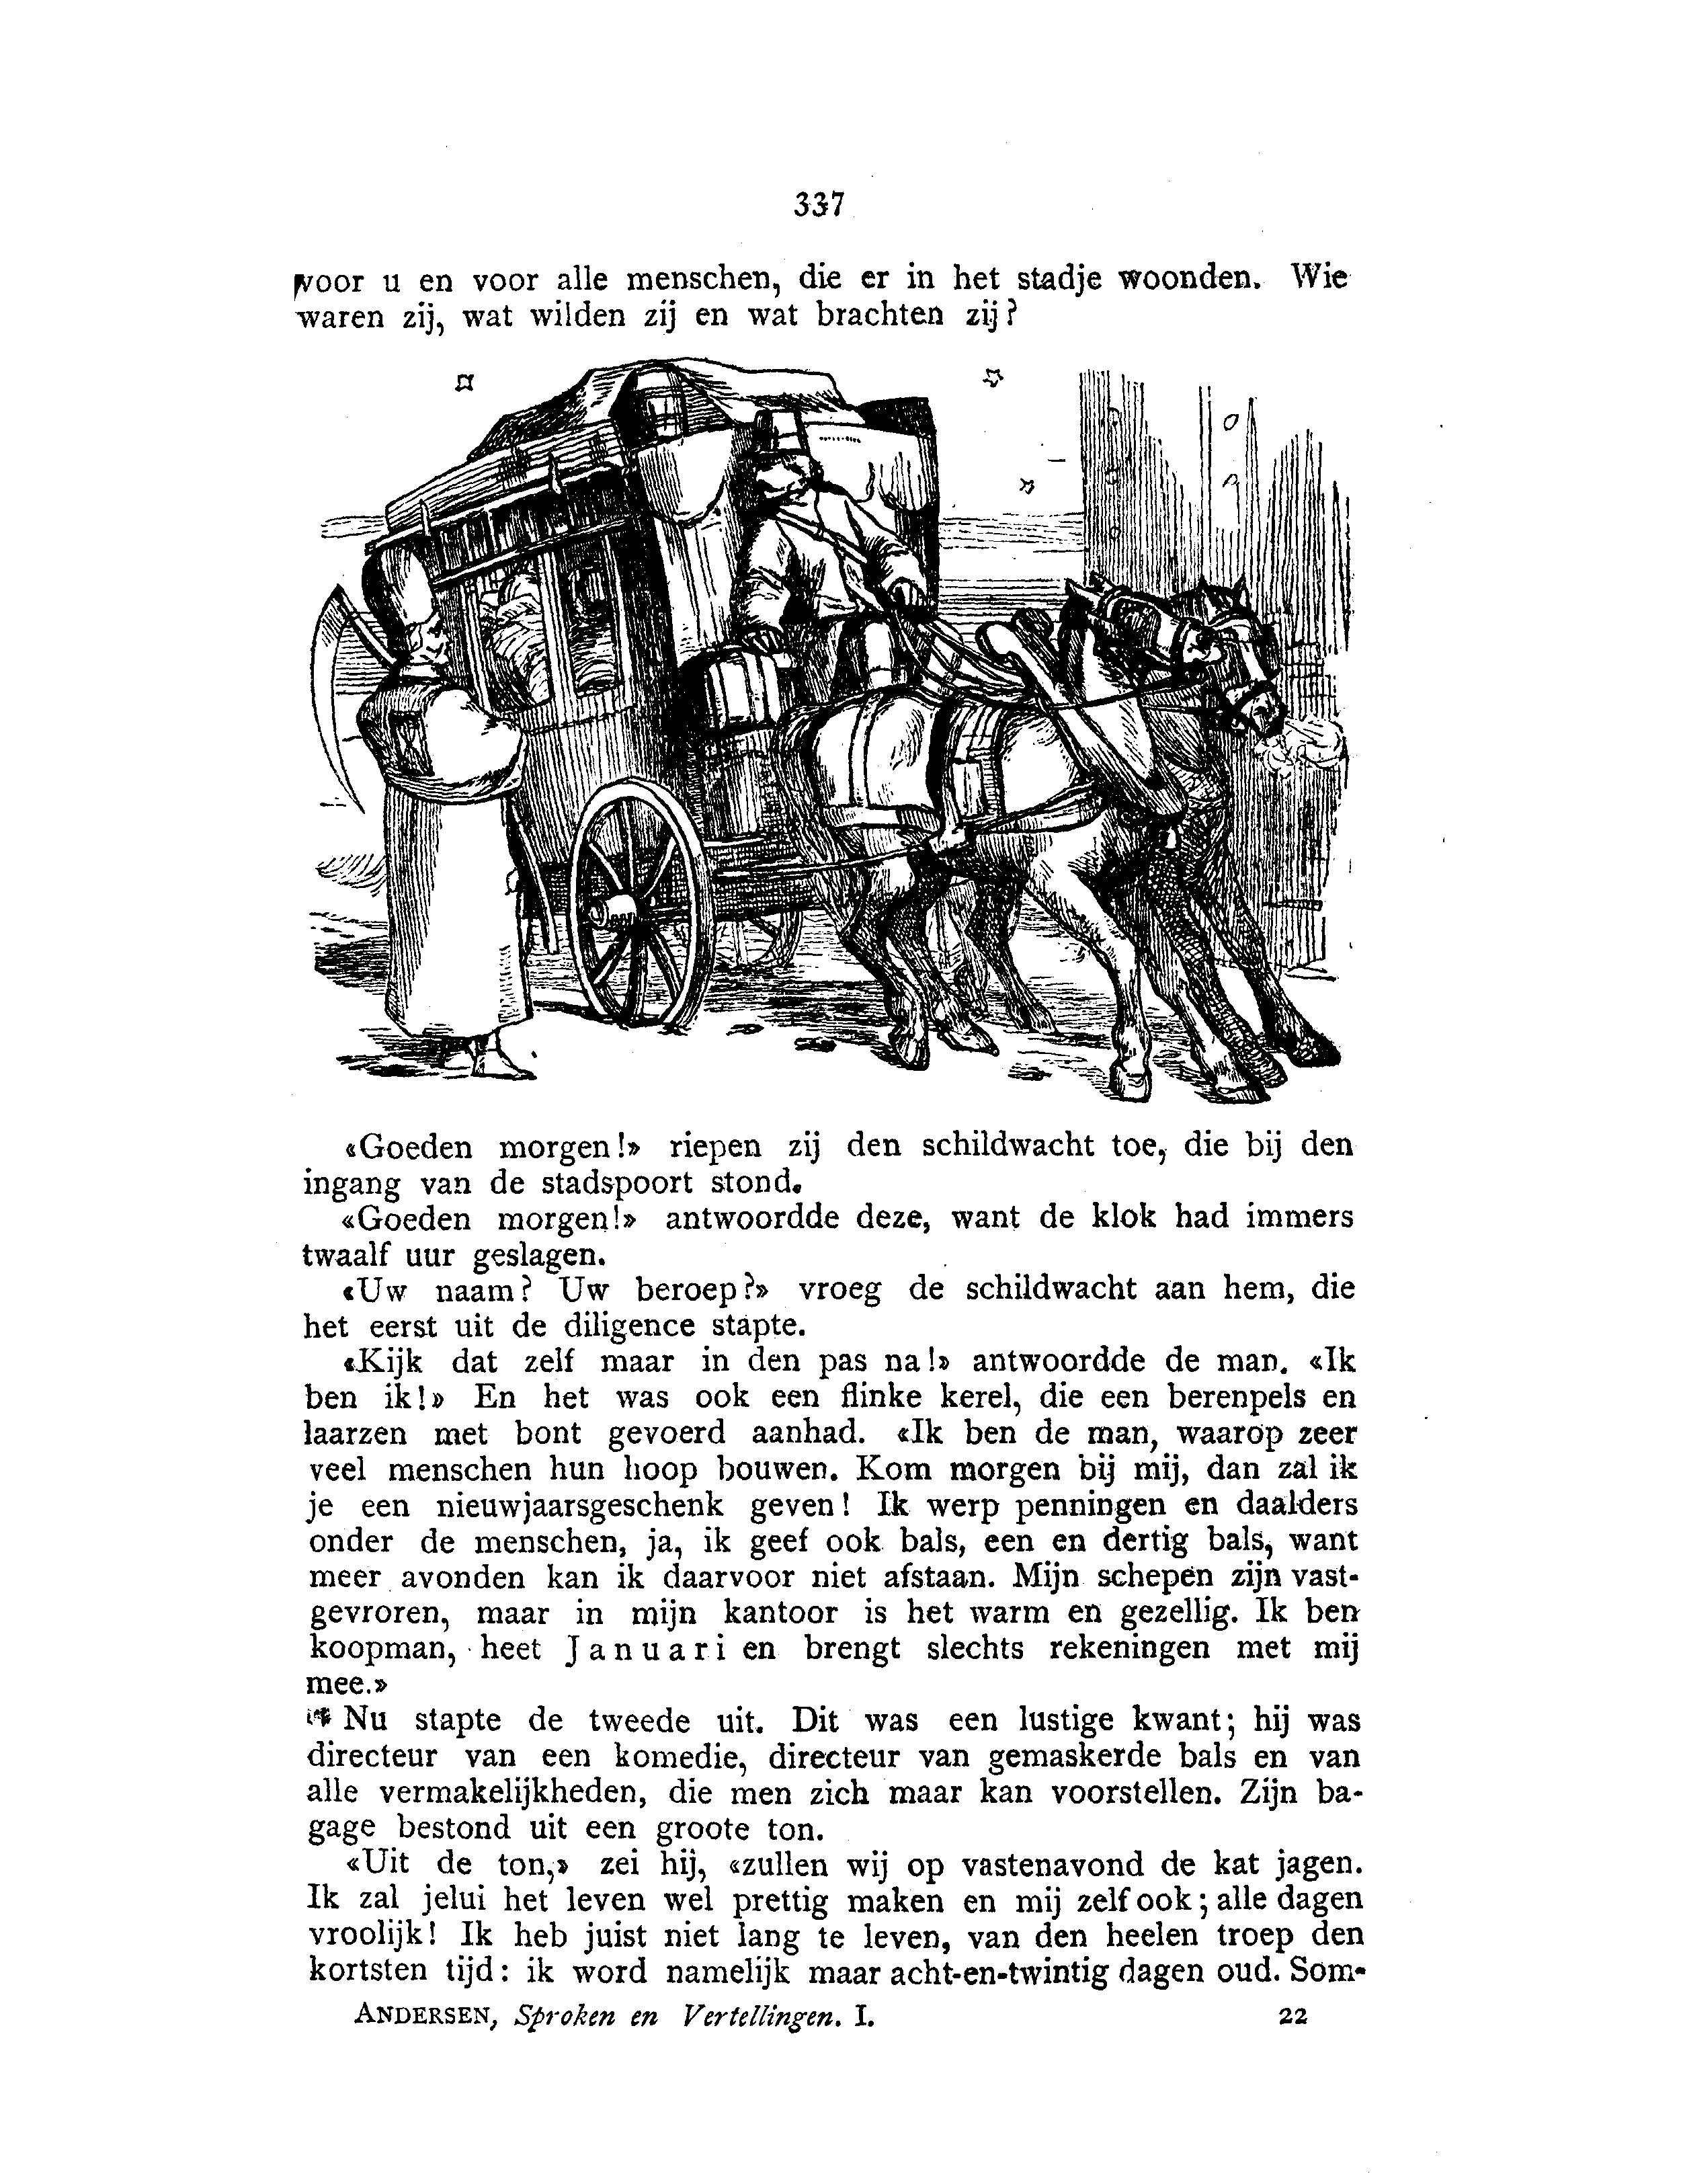 337
voor u en voor alle menschen, die er in het stadje woonden. Wie
waren zij, wat wilden zij en wat brachten zij?
«Goeden morgen!» riepen zij den schildwacht toe, die bij den
ingang van de stadspoort stond.
«Goeden morgen!» antwoordde deze, want de klok had immers
twaalf uur geslagen.
«Uw naam? Uw beroep?» vroeg de schildwacht aan hem, die
het eerst uit de diligence stapte.
«Kijk dat zelf maar in den pas na!» antwoordde de man. «Ik
ben ik!» En het was ook een flinke kerel, die een berenpels en
laarzen met bont gevoerd aanhad. «Ik ben de man, waarop zeer
veel menschen hun hoop bouwen. Kom morgen bij mij, dan zal ik
je een nieuwjaarsgeschenk geven! Ik werp penningen en daalders
onder de menschen, ja, ik geef ook bals, een en dertig bals, want
meer avonden kan ik daarvoor niet afstaan. Mijn schepen zijn vast-
gevroren, maar in mijn kantoor is het warm en gezellig. Ik ben
koopman, heet Januari en brengt slechts rekeningen met mij
mee.»
Nu stapte de tweede uit. Dit was een lustige kwant; hij was
directeur van een komedie, directeur van gemaskerde bals en van
alle vermakelijkheden, die men zich maar kan voorstellen. Zijn ba-
gage bestond uit een groote ton.
«Uit de ton,» zei hij, «zullen wij op vastenavond de kat jagen.
Ik zal jelui het leven wel prettig maken en mij zelf ook; alle dagen
vroolijk! Ik heb juist niet lang te leven, van den heelen troep den
kortsten tijd: ik word namelijk maar acht-en-twintig dagen oud. Som-
ANDERSEN, Sproken en Vertellingen. I. 22